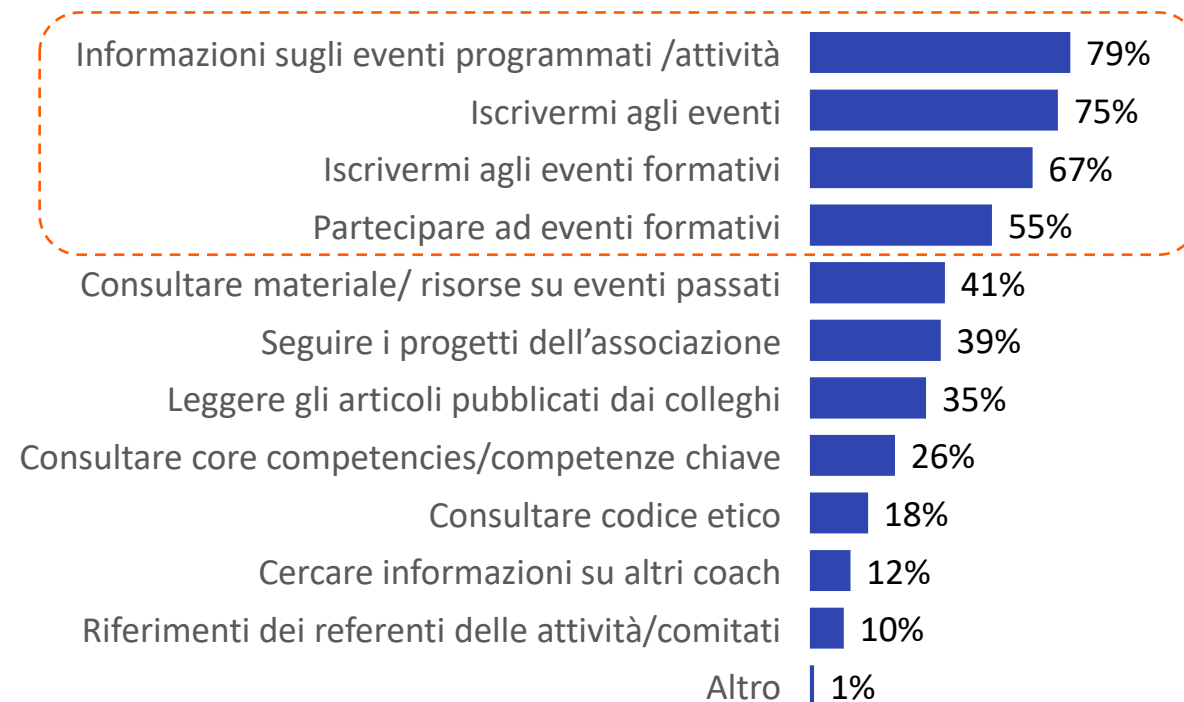 Informazioni sugli eventi programmati /attività 79%
Iscrivermi agli eventi 75%
Iscrivermi agli eventi formativi 67%
Partecipare ad eventi formativi 55%
Consultare materiale/ risorse su eventi passati 41%
Seguire i progetti dell’associazione 39%
Leggere gli articoli pubblicati dai colleghi 35%
Consultare core competencies/competenze chiave 26%
Consultare codice etico 18%
Cercare informazioni su altri coach 12%
Riferimenti dei referenti delle attività/comitati 10%
Altro 1%